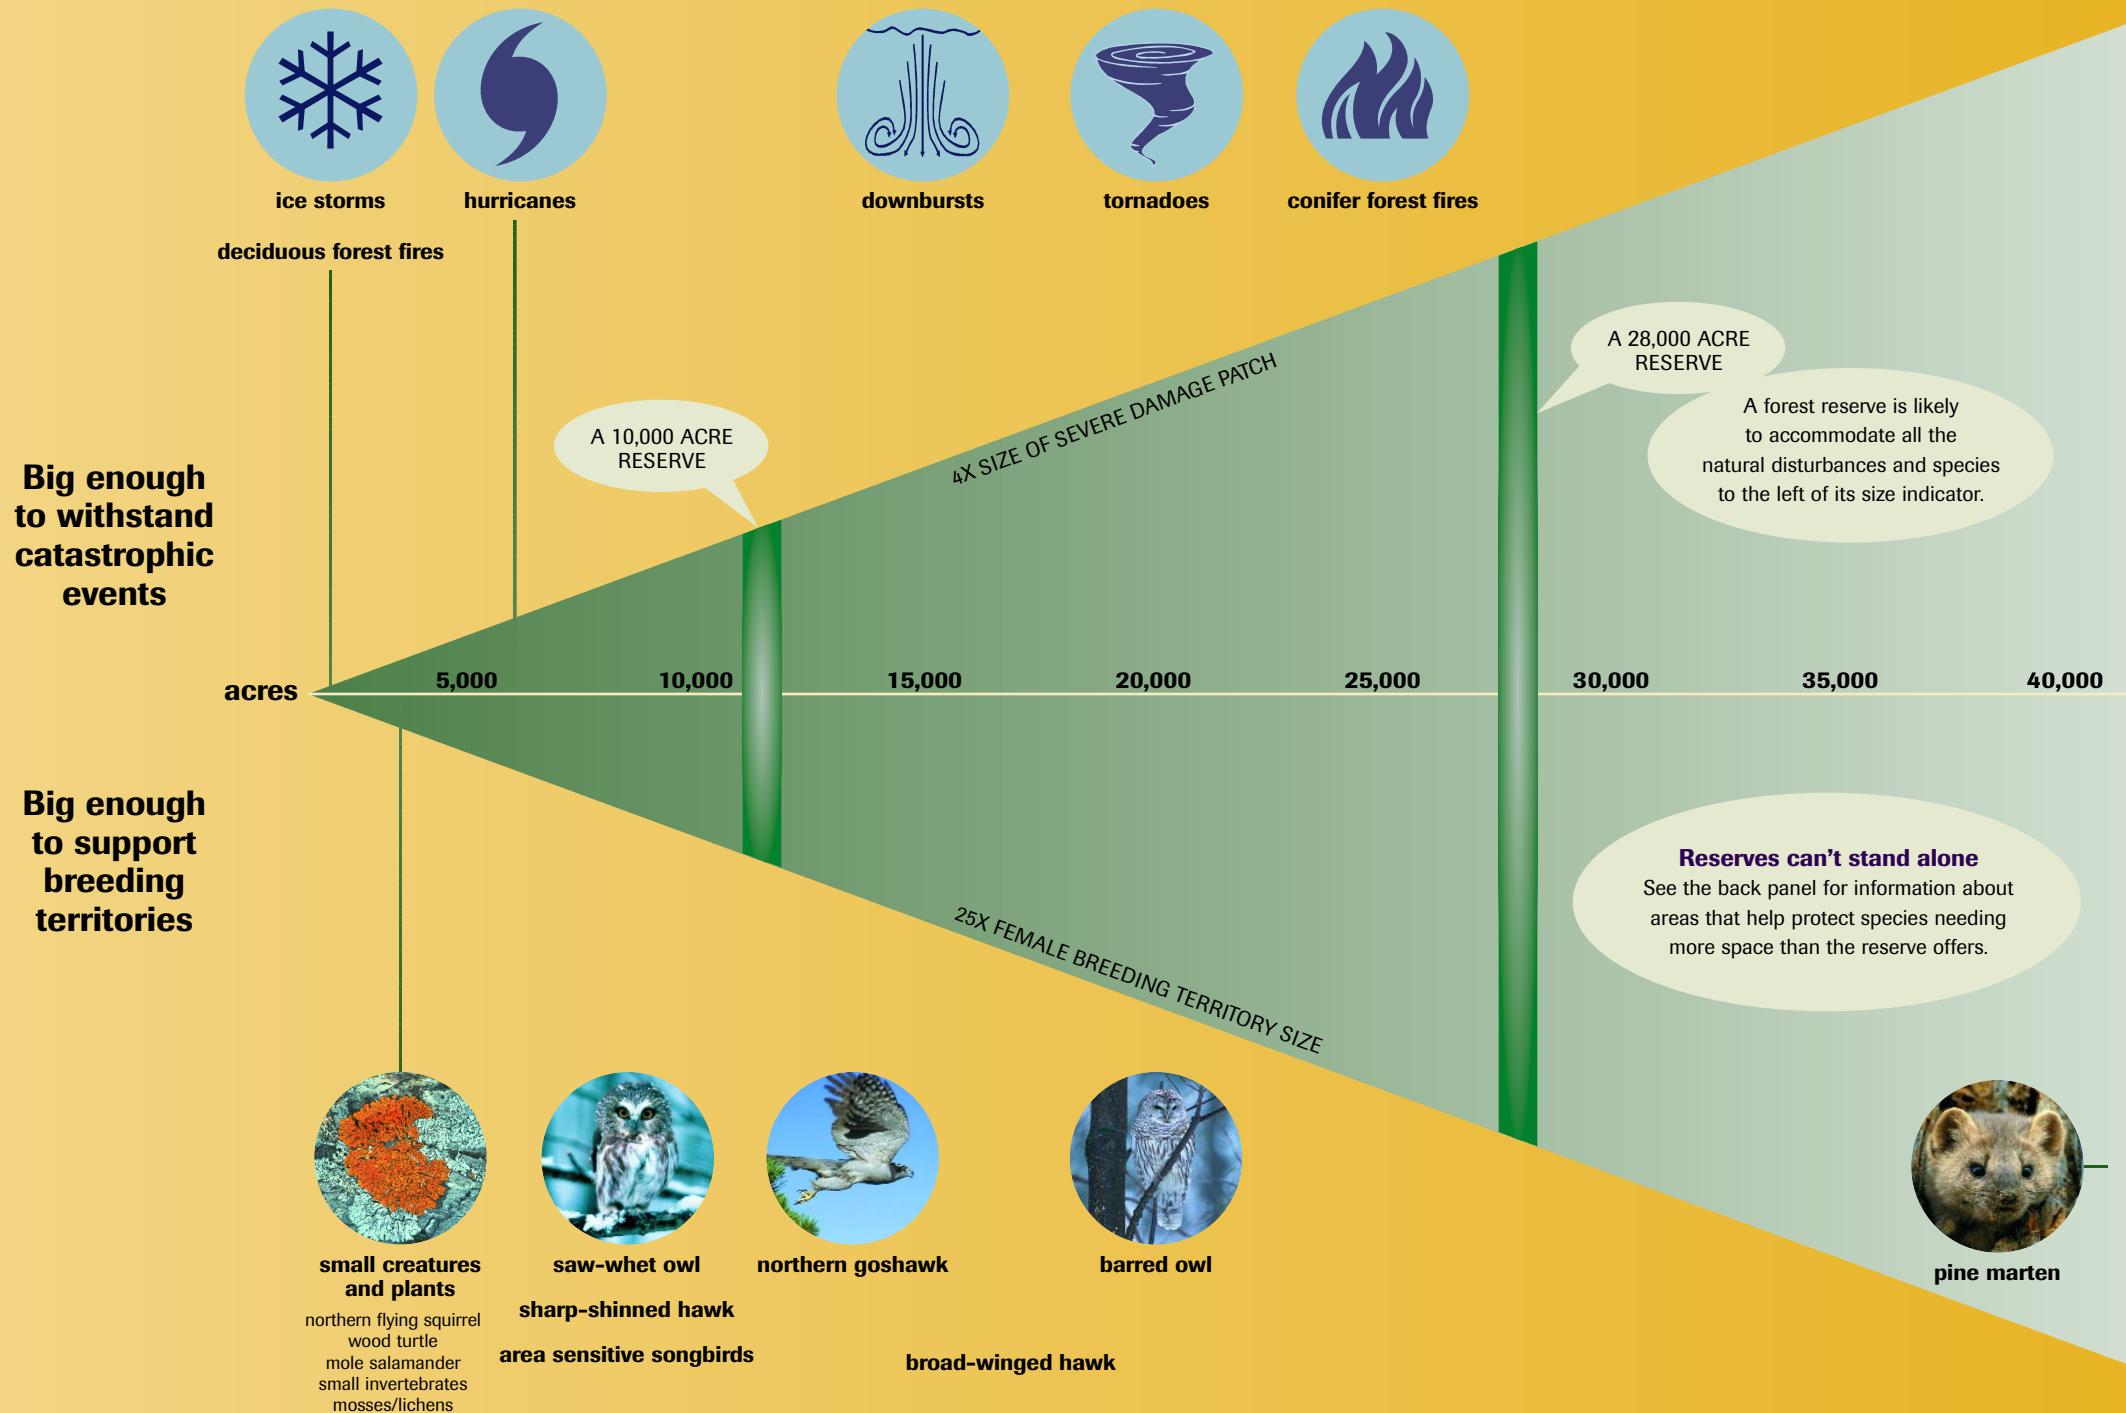 ice storms
hurricanes
downbursts
tornadoes
conifer forest fires
deciduous forest fires
A 28,000 ACRE
RESERVE
A forest reserve is likely
to accommodate all the
natural disturbances and species
to the left of its size indicator.
4X SIZE OF SEVERE DAMAGE PATCH
A 10,000 ACRE
RESERVE
Big enough
to withstand
catastrophic
events
acres
5,000
10,000
15,000
20,000
25,000
30,000
35,000
40,000
Big enough
to support
breeding
territories
Reserves can't stand alone
See the back panel for information about
areas that help protect species needing
more space than the reserve offers.
25X FEMALE BREEDING TERRITORY SIZE
small creatures
and plants
northern flying squirrel
wood turtle
mole salamander
small invertebrates
mosses/lichens
saw-whet owl
sharp-shinned hawk
area sensitive songbirds
northern goshawk
broad-winged hawk
barred owl
pine marten